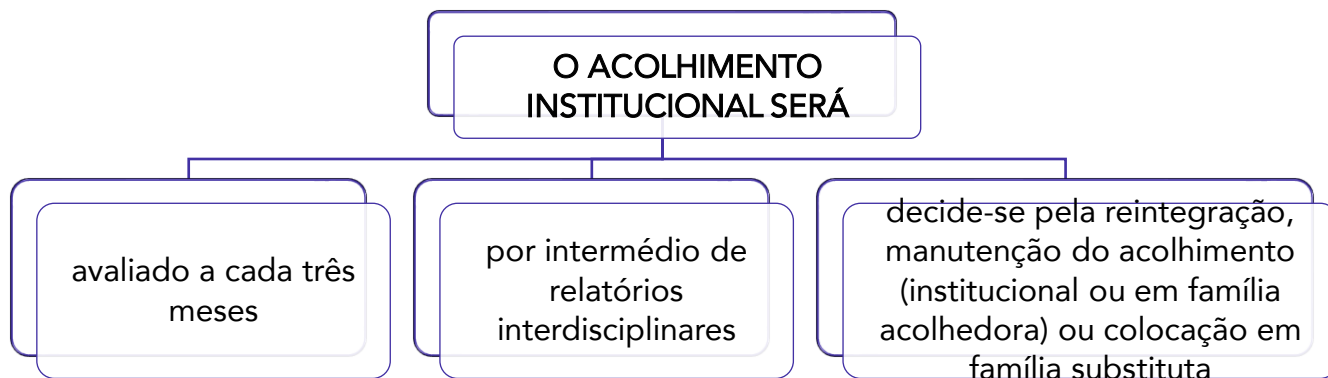 O ACOLHIMENTO
INSTITUCIONAL SERÁ
avaliado a cada três
meses
por intermédio de
relatórios
interdisciplinares
decide-se pela reintegração,
manutenção do acolhimento
(institucional ou em família
acolhedora) ou colocação em
família substituta